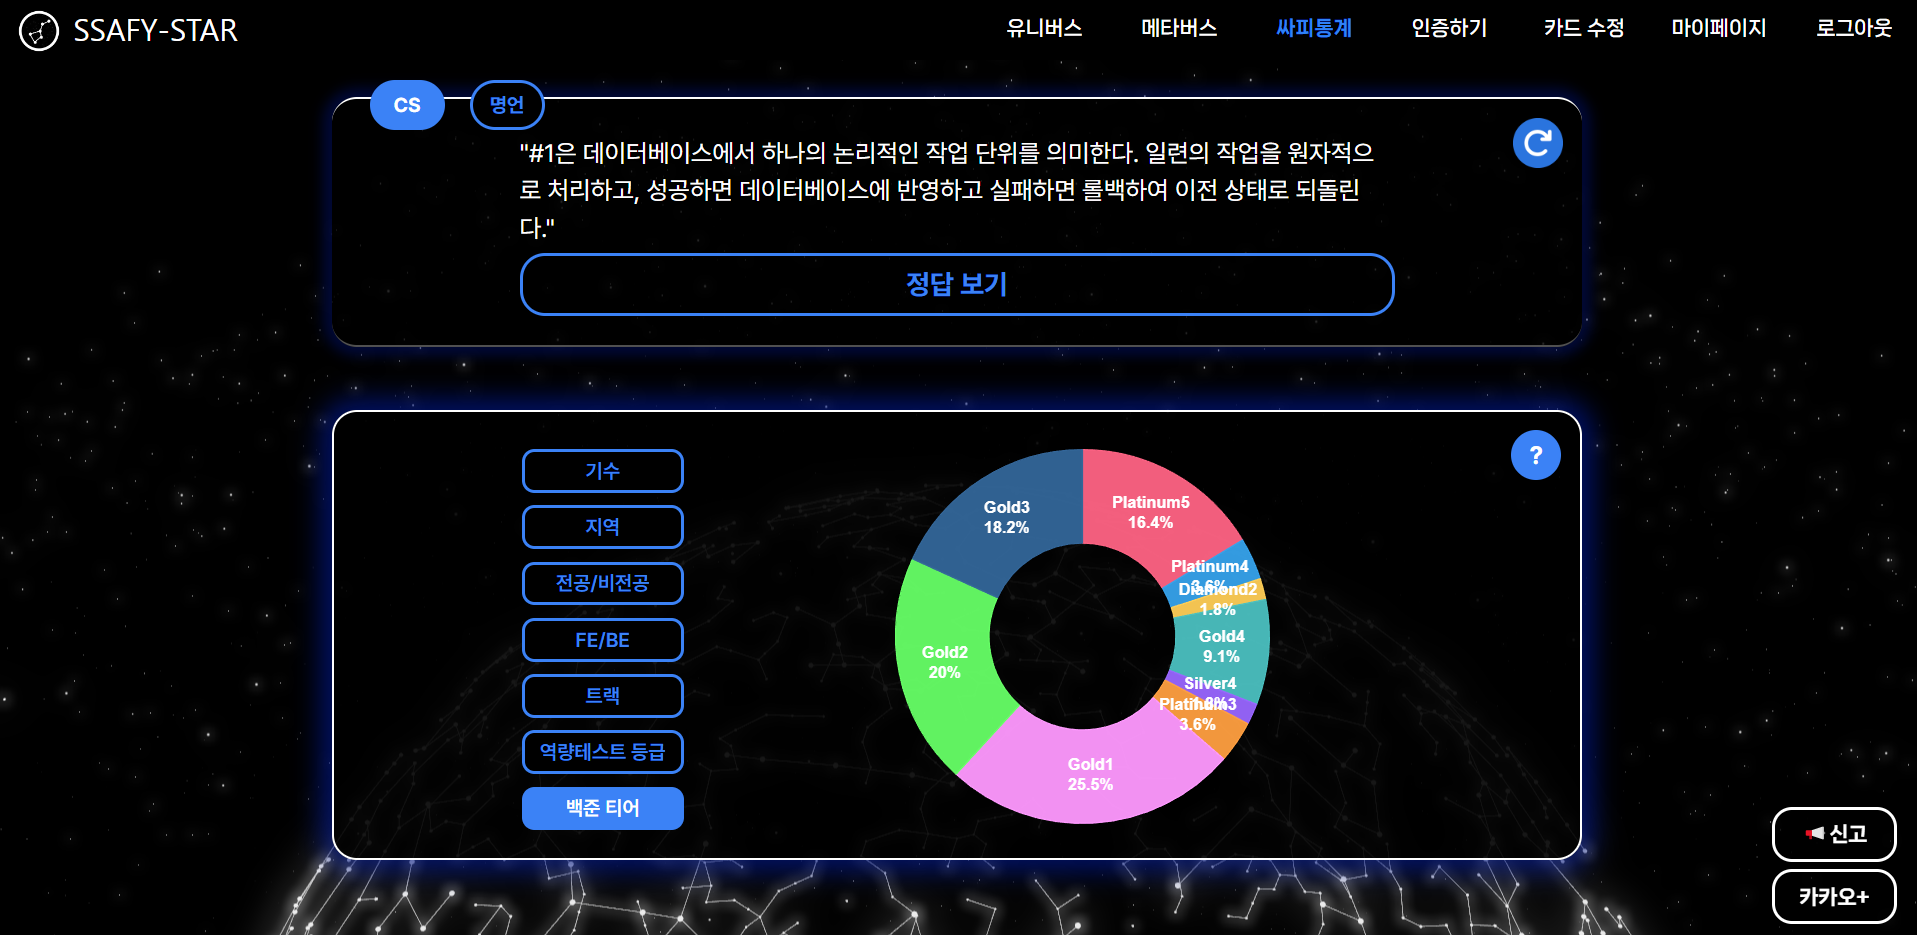 SSAFY-STAR
유니버스
메타버스
싸피통계
인증하기
카드 수정
마이페이지
로그아웃
CS
명언
"#1은 데이터베이스에서 하나의 논리적인 작업 단위를 의미한다. 일련의 작업을 원자적으
로 처리하고, 성공하면 데이터베이스에 반영하고 실패하면 롤백하여 이전 상태로 되돌린
다."
정답 보기
?
기수
지역
전공/비전공
FE/BE
트랙
역량테스트 등급
백준 티어
Gold3
18.2%
Platinum5
16.4%
Platinum4
3.6%
Diamond2
1.8%
Gold4
9.1%
Silver4
1.8%
Platinum3
3.6%
Gold2
20%
Gold1
25.5%
신고
카카오+